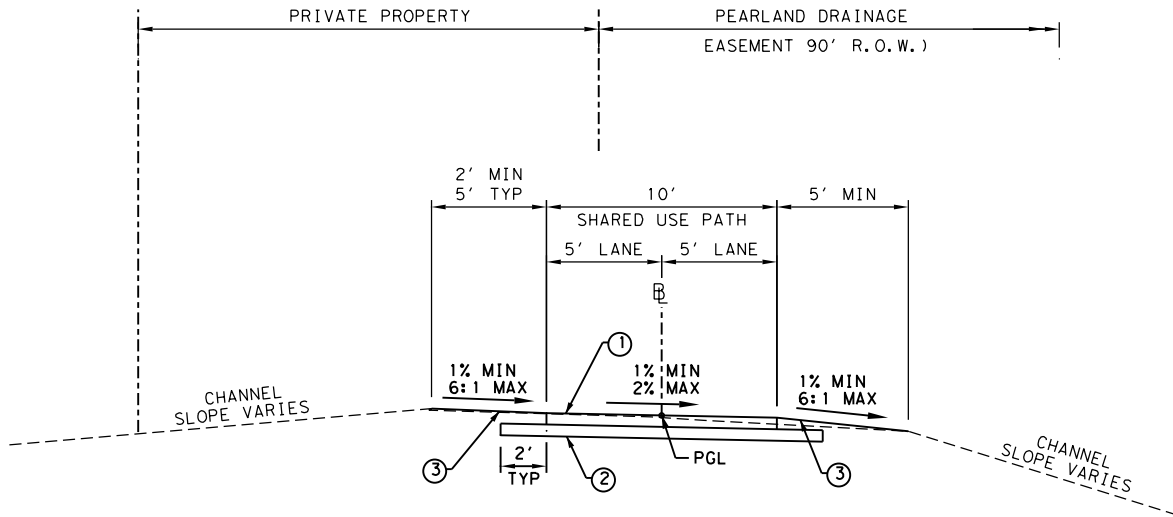 PRIVATE PROPERTY
PEARLAND DRAINAGE
EASEMENT 90' R.O.W.)
2' MIN
5' TYP
10'
SHARED USE PATH
5' MIN
5' LANE
5' LANE
BL
1
1% MIN
6:1 MAX
1% MIN
2% MAX
1% MIN
6:1 MAX
CHANNEL
SLOPE VARIES
3
2'
TYP
2
PGL
3
CHANNEL
SLOPE VARIES